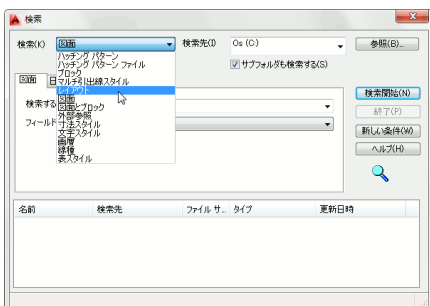 検索
検索(K) 図面 検索先(I) Os (C:) 参照(B)...
ハッチング パターン
ハッチング パターン ファイル
ブロック
マルチ引出線スタイル
レイアウト
図面
図面とブロック
外部参照
寸法スタイル
文字スタイル
画層
線種
表スタイル
サブフォルダも検索する(S)
図面 日
検索する
フィールド
検索開始(N)
終了(P)
新しい条件(W)
ヘルプ(H)
名前 検索先 ファイル サ... タイプ 更新日時